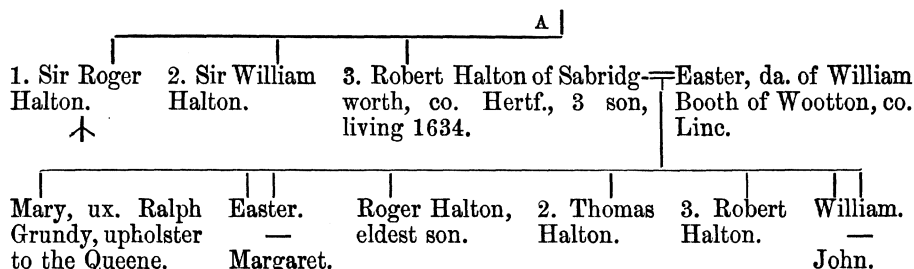 A
1. Sir Roger Halton.
2. Sir William Halton.
3. Robert Halton of Sabridg-
worth, co. Hertf., 3 son,
living 1634.
Easter, da. of William
Booth of Wootton, co.
Linc.
Mary, ux. Ralph
Grundy, upholster
to the Queene.
Easter.
—
Margaret.
Roger Halton,
eldest son.
2. Thomas
Halton.
3. Robert
Halton.
William.
—
John.